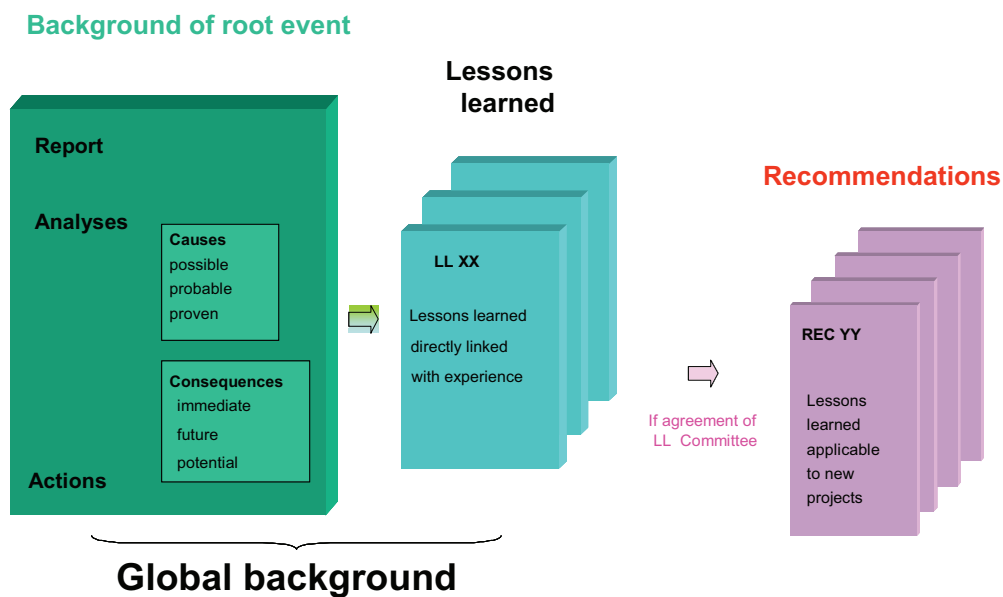 Background of root event
Report
Analyses
Causes
possible
probable
proven
Consequences
immediate
future
potential
Actions
Lessons
learned
LL XX
Lessons learned
directly linked
with experience
If agreement of
LL Committee
Recommendations
REC YY
Lessons
learned
applicable
to new
projects
Global background